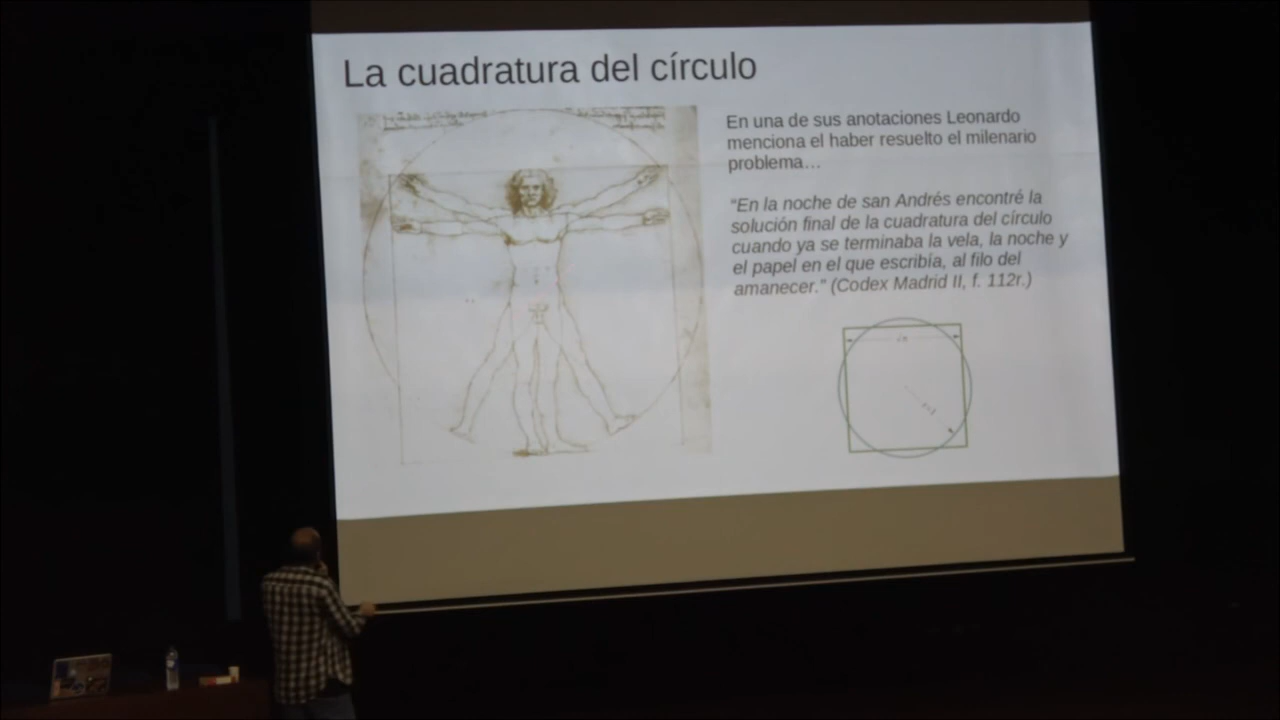 La cuadratura del círculo
En una de sus anotaciones Leonardo
menciona el haber resuelto el milenario
problema…
“En la noche de san Andrés encontré la
solución final de la cuadratura del círculo
cuando ya se terminaba la vela, la noche y
el papel en el que escribía, al filo del
amanecer.” (Codex Madrid II, f. 112r.)
√π
r=1